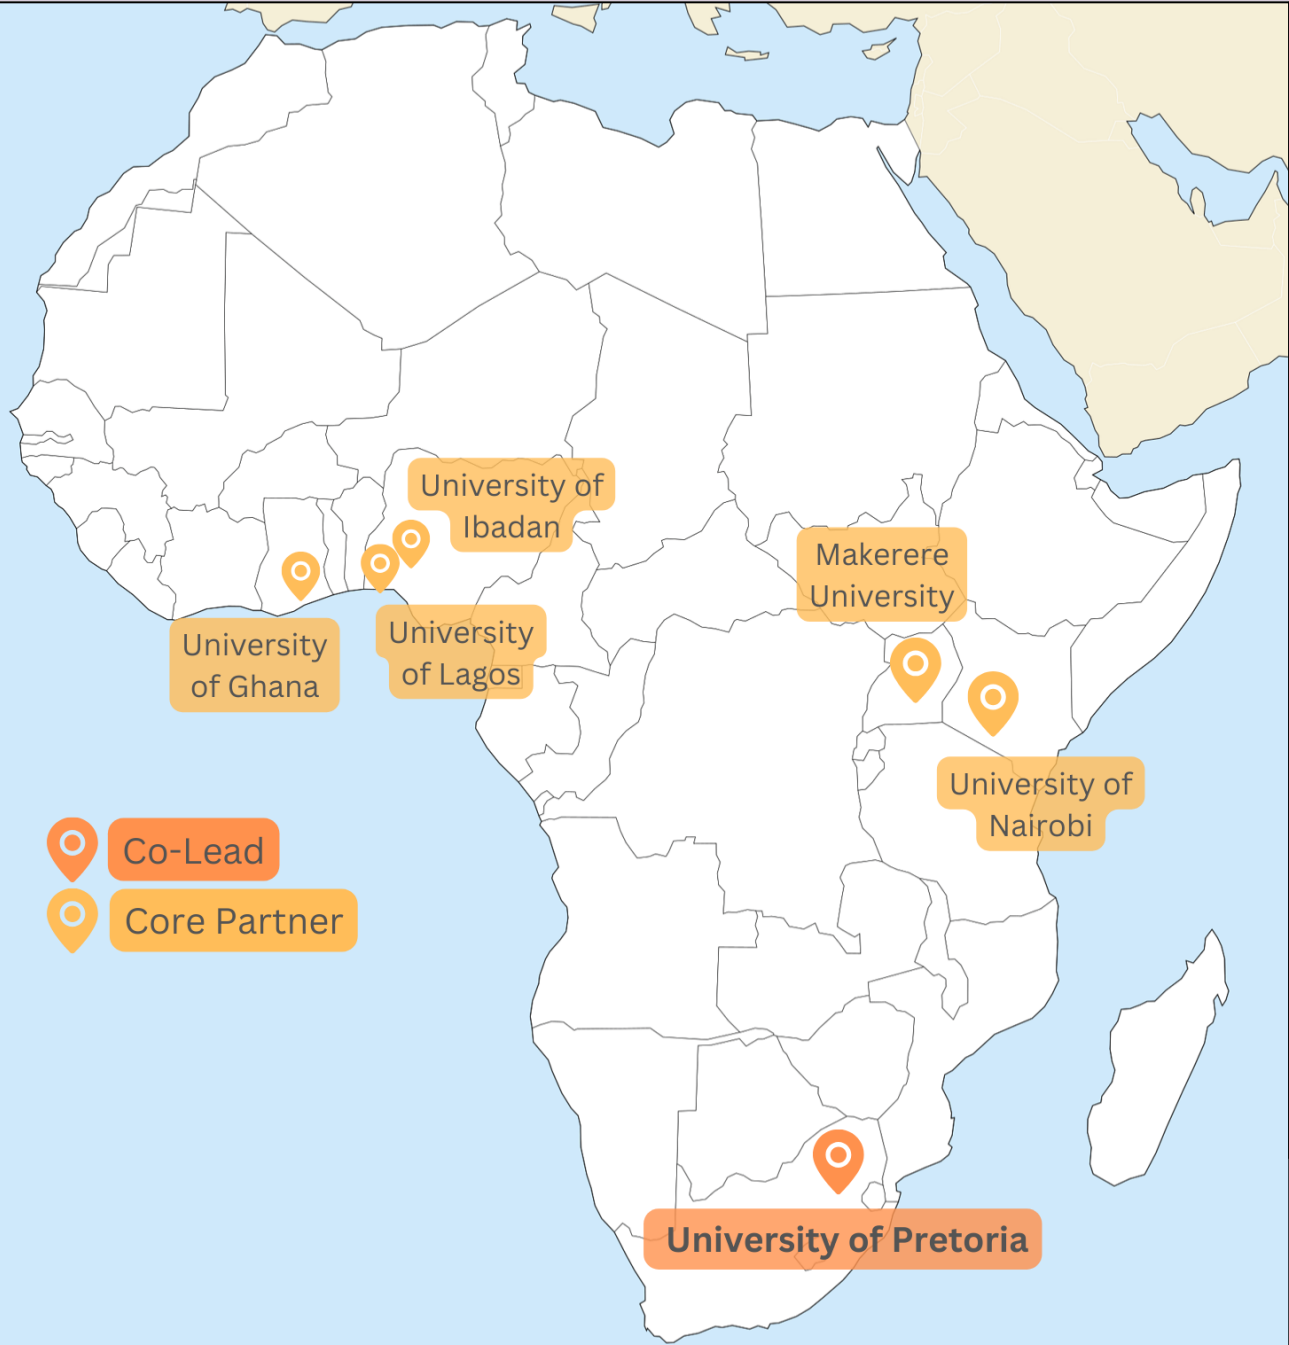 University of
Ibadan
Makerere
University
University
of Ghana
University
of Lagos
University of
Nairobi
Co-Lead
Core Partner
University of Pretoria